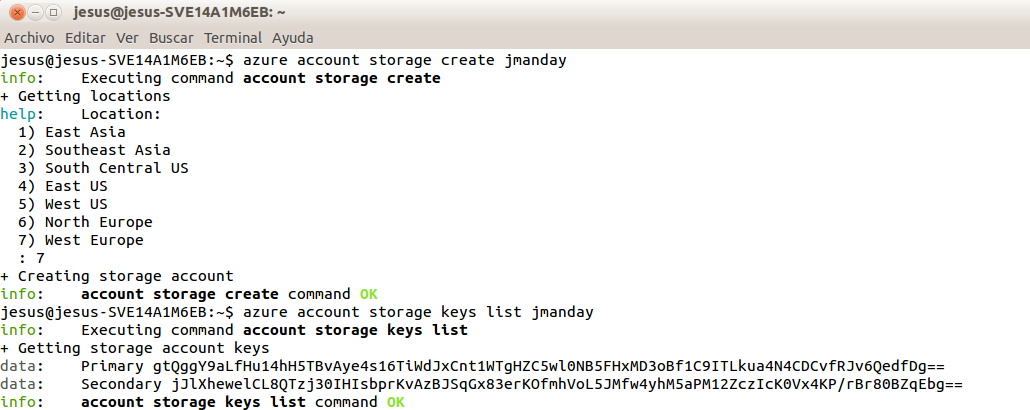 jesus@jesus-SVE14A1M6EB: ~
Archivo Editar Ver Buscar Terminal Ayuda
jesus@jesus-SVE14A1M6EB:~$ azure account storage create jmanday
info:    Executing command account storage create
+ Getting locations
help:    Location:
  1) East Asia
  2) Southeast Asia
  3) South Central US
  4) East US
  5) West US
  6) North Europe
  7) West Europe
  : 7
+ Creating storage account
info:    account storage create command OK
jesus@jesus-SVE14A1M6EB:~$ azure account storage keys list jmanday
info:    Executing command account storage keys list
+ Getting storage account keys
data:    Primary gtQggY9aLfHu14hH5TBvAye4s16TiWdJxCnt1WTgHZC5wl0NB5FHxMD3oBf1C9ITLkua4N4CDCvfRJv6QedfDg==
data:    Secondary jJlXhewelCL8QTzj30IHIsbprKvAzBJSqGx83erKOfmhVoL5JMfw4yhM5aPM12ZczIcK0Vx4KP/rBr80BZqEbg==
info:    account storage keys list command OK